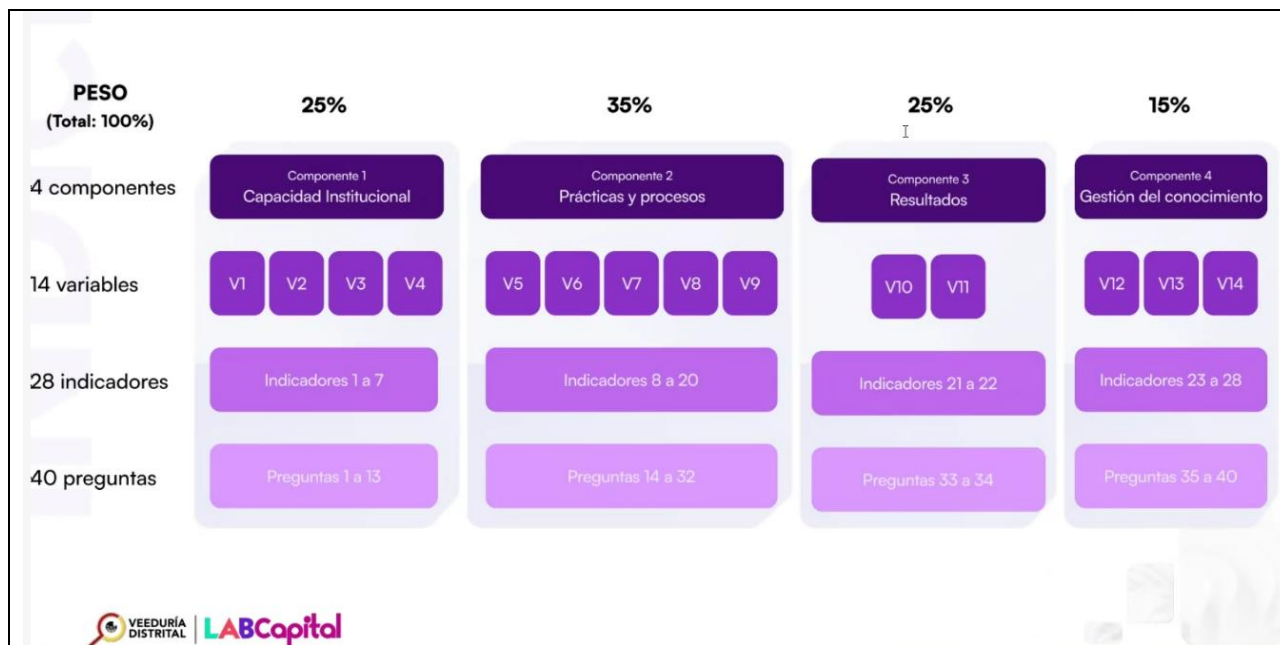 PESO
(Total: 100%)
25%
35%
25%
15%
4 componentes
Componente 1
Capacidad Institucional
Componente 2
Prácticas y procesos
Componente 3
Resultados
Componente 4
Gestión del conocimiento
14 variables
V1 V2 V3 V4
V5 V6 V7 V8 V9
V10 V11
V12 V13 V14
28 indicadores
Indicadores 1 a 7
Indicadores 8 a 20
Indicadores 21 a 22
Indicadores 23 a 28
40 preguntas
Preguntas 1 a 13
Preguntas 14 a 32
Preguntas 33 a 34
Preguntas 35 a 40
VEEDURÍA
DISTRITAL
LABCapital